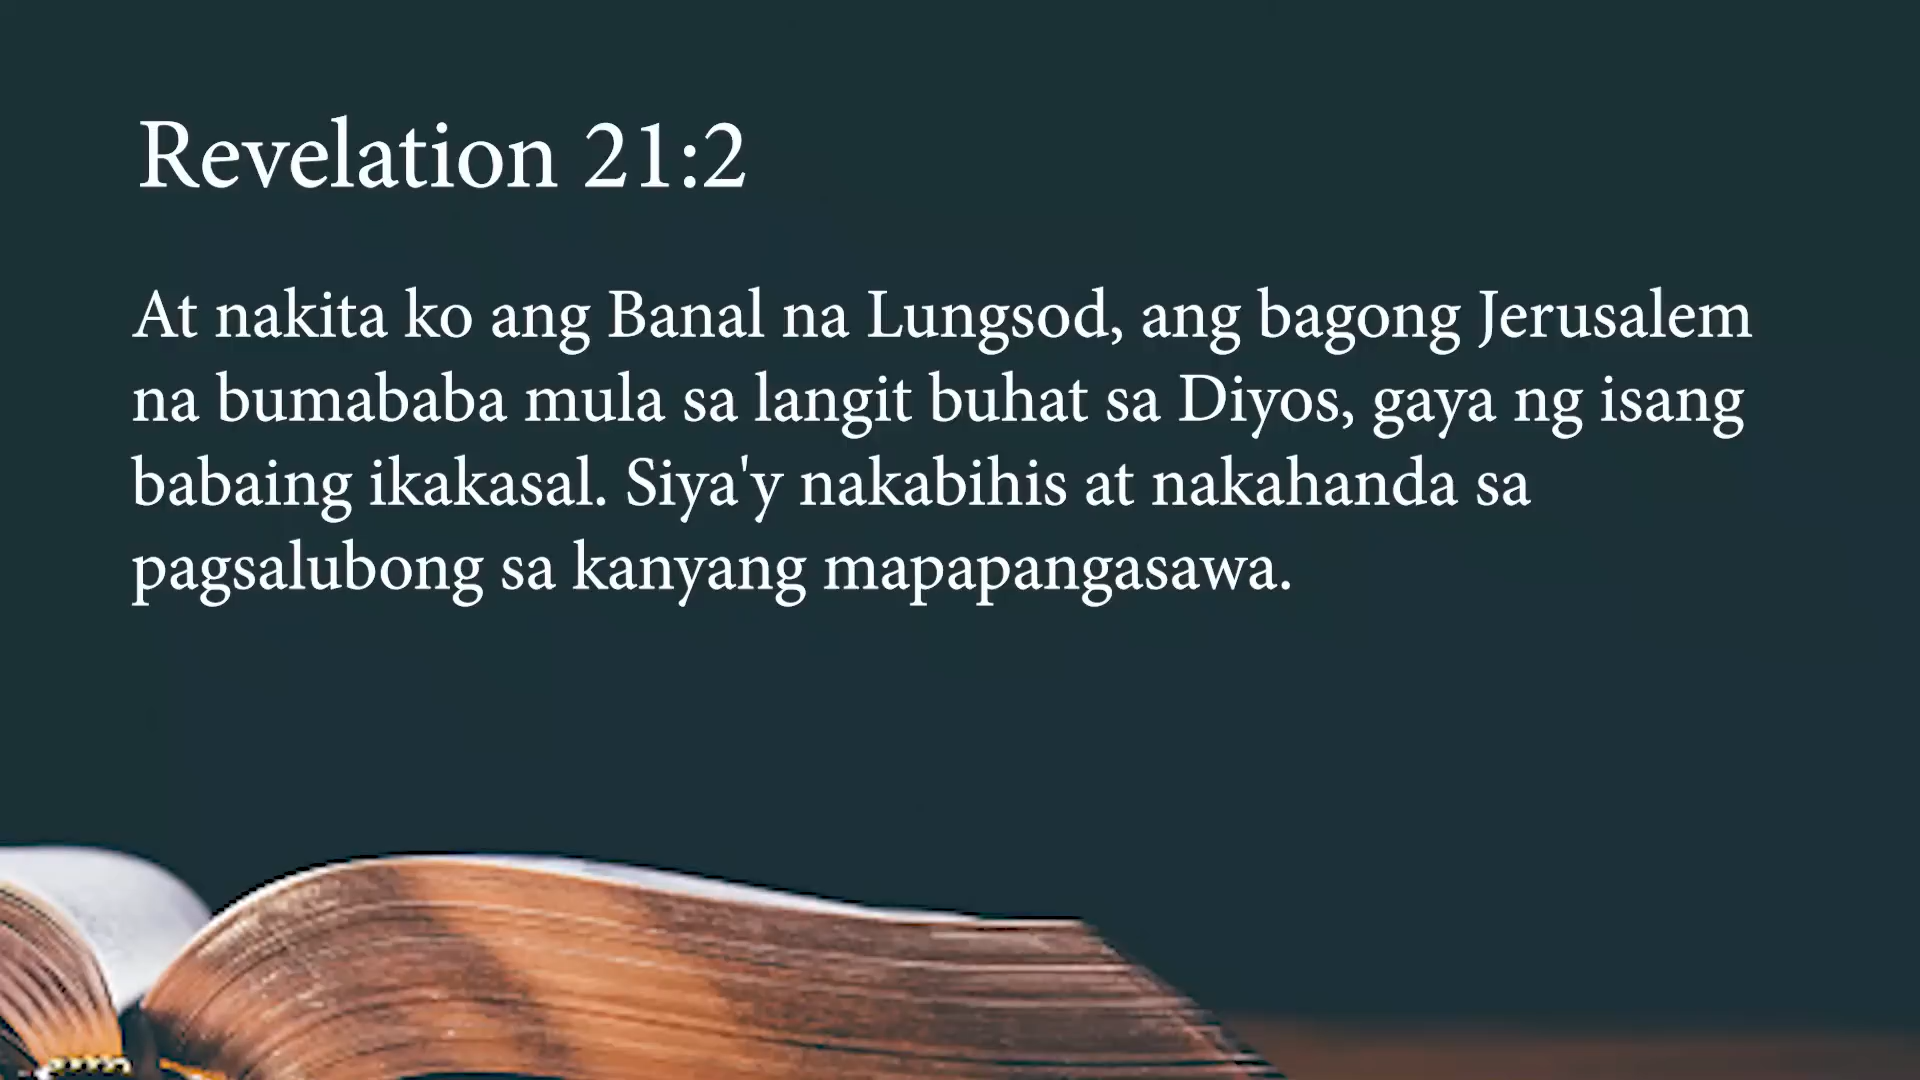 Revelation 21:2
At nakita ko ang Banal na Lungsod, ang bagong Jerusalem
na bumababa mula sa langit buhat sa Diyos, gaya ng isang
babaing ikakasal. Siya'y nakabihis at nakahanda sa
pagsalubong sa kanyang mapapangasawa.